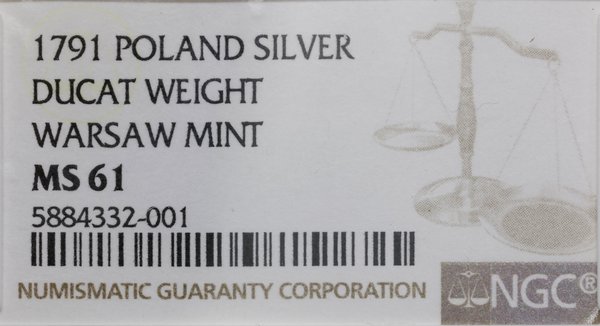 1791 POLAND SILVER
DUCAT WEIGHT
WARSAW MINT
MS 61
5884332-001
NUMISMATIC GUARANTY CORPORATION
NGC®